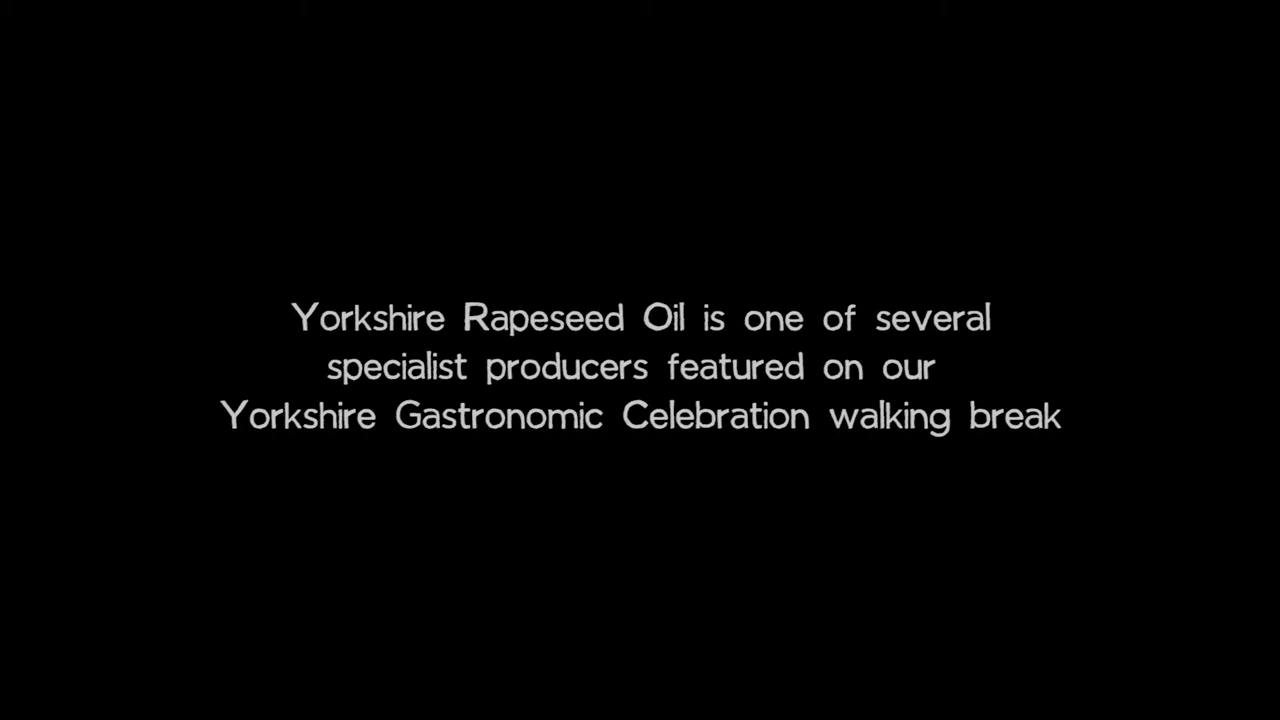 Yorkshire Rapeseed Oil is one of several
specialist producers featured on our
Yorkshire Gastronomic Celebration walking break